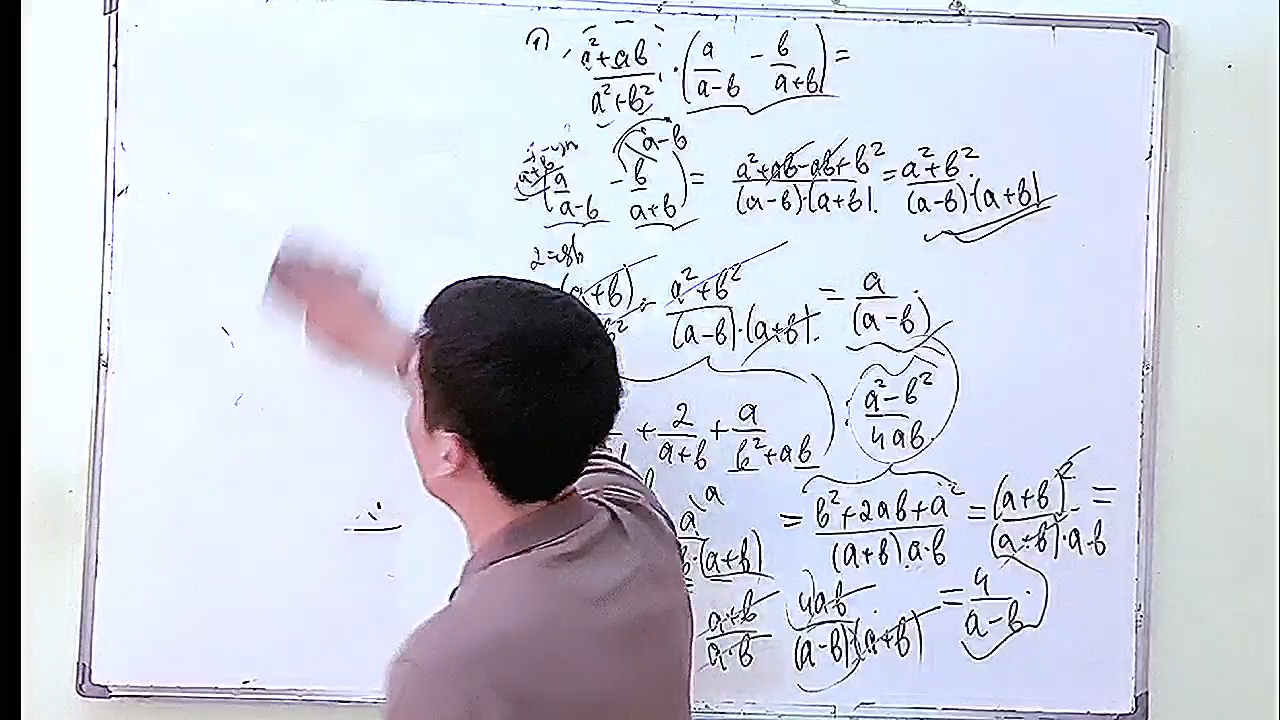 1) (a²+ab)/(a²+b²) · (a/(a-b) - b/(a+b)) =
a+b a-b
(a/(a-b) - b/(a+b)) = (a²+ab-ab+b²)/((a-b)·(a+b)) = (a²+b²)/((a-b)·(a+b))
(a+b) · (a²+b²)/((a-b)·(a+b)) = a/(a-b)
+ 2/(a+b) + a/(b²+ab)) : (a²-b²)/(4ab)
a/(b·(a+b)) = (b²+2ab+a²)/((a+b)a·b) = (a+b)²/((a+b)·a·b) =
(a+b)/(a·b) (4ab)/((a-b)·(a+b)) = 4/(a-b)